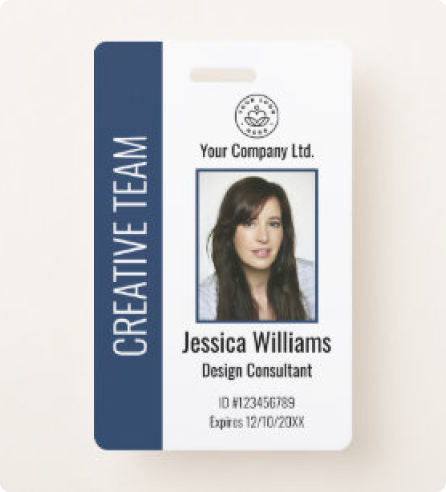 CREATIVE TEAM
YOUR LOGO
HERE
Your Company Ltd.
Jessica Williams
Design Consultant
ID #123456789
Expires 12/10/20XX